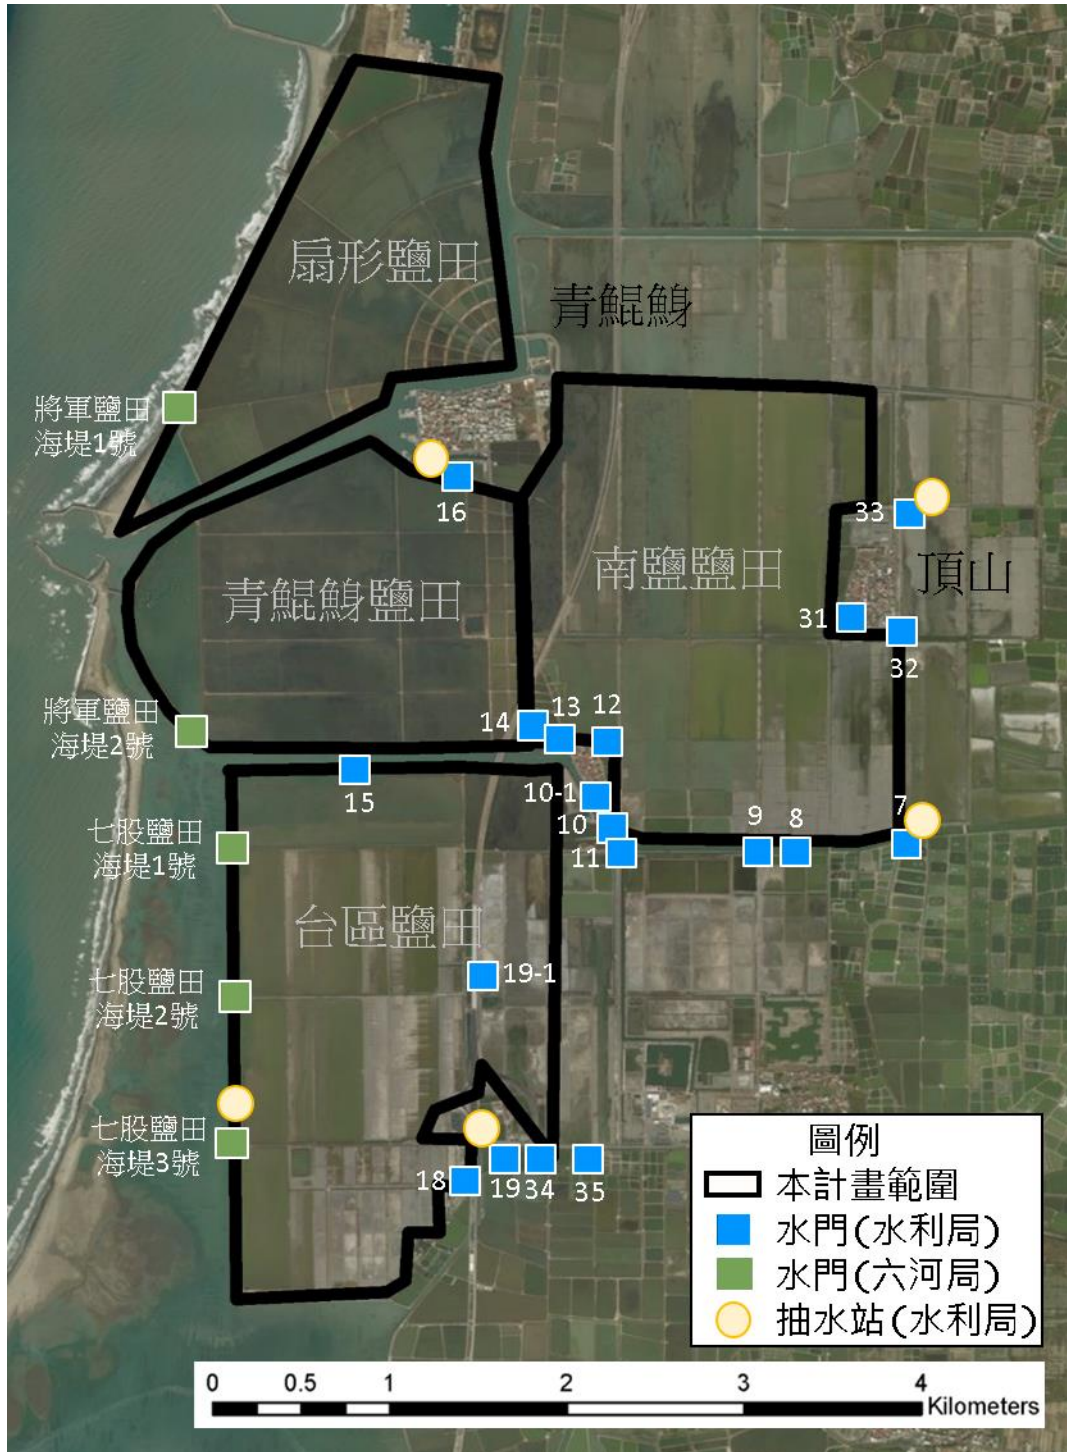 扇形鹽田
青鯤鯓
將軍鹽田
海堤1號
16
33
南鹽鹽田
頂山
青鯤鯓鹽田
31
32
將軍鹽田
海堤2號
14
13
12
15
10-1
10
11
9
8
7
七股鹽田
海堤1號
台區鹽田
19-1
七股鹽田
海堤2號
七股鹽田
海堤3號
18
19
34
35
圖例
本計畫範圍
水門(水利局)
水門(六河局)
抽水站(水利局)
0 0.5 1 2 3 4
Kilometers